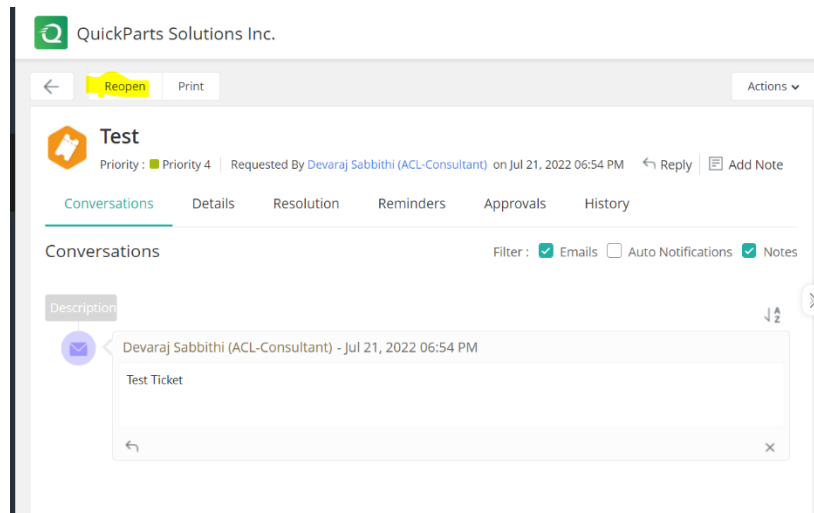 QuickParts Solutions Inc.
Reopen Print Actions
Test
Priority : Priority 4 Requested By Devaraj Sabbithi (ACL-Consultant) on Jul 21, 2022 06:54 PM Reply Add Note
Conversations Details Resolution Reminders Approvals History
Conversations Filter : Emails Auto Notifications Notes
Description
A
Z
Devaraj Sabbithi (ACL-Consultant) - Jul 21, 2022 06:54 PM
Test Ticket